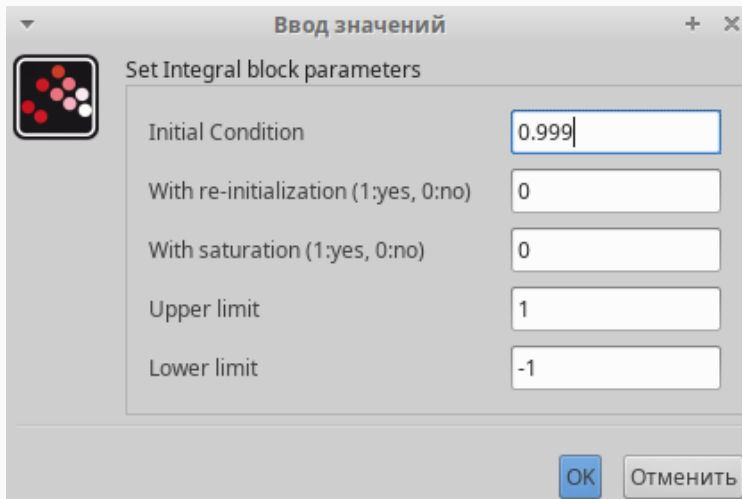 Ввод значений
Set Integral block parameters
Initial Condition 0.999
With re-initialization (1:yes, 0:no) 0
With saturation (1:yes, 0:no) 0
Upper limit 1
Lower limit -1
OK Отменить